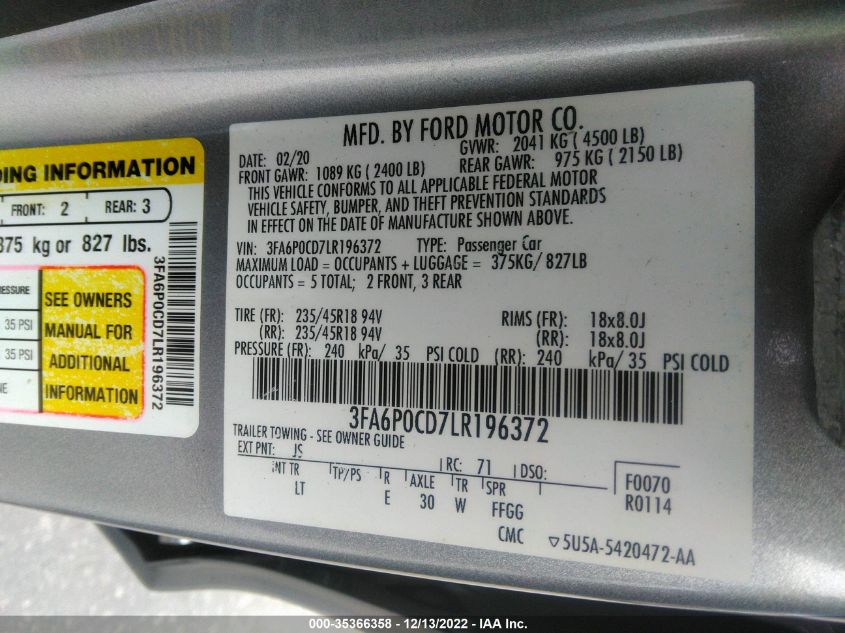 DING INFORMATION
FRONT: 2 REAR: 3
375 kg or 827 lbs.
35 PSI
35 PSI
SEE OWNERS
MANUAL FOR
ADDITIONAL
INFORMATION
3FA6P0CD7LR196372
MFD. BY FORD MOTOR CO.
DATE: 02/20 GVWR: 2041 KG (4500 LB)
FRONT GAWR: 1089 KG (2400 LB) REAR GAWR: 975 KG (2150 LB)
THIS VEHICLE CONFORMS TO ALL APPLICABLE FEDERAL MOTOR
VEHICLE SAFETY, BUMPER, AND THEFT PREVENTION STANDARDS
IN EFFECT ON THE DATE OF MANUFACTURE SHOWN ABOVE.
VIN: 3FA6P0CD7LR196372 TYPE: Passenger Car
MAXIMUM LOAD = OCCUPANTS + LUGGAGE = 375KG/ 827LB
OCCUPANTS = 5 TOTAL; 2 FRONT, 3 REAR
TIRE (FR): 235/45R18 94V RIMS (FR): 18x8.0J
(RR): 235/45R18 94V (RR): 18x8.0J
PRESSURE (FR): 240 kPa/ 35 PSI COLD (RR): 240 kPa/ 35 PSI COLD
3FA6P0CD7LR196372
TRAILER TOWING - SEE OWNER GUIDE
EXT PNT: JS RC: 71 DSO: F0070
INT TR TP/PS R AXLE TR SPR R0114
LT E 30 W FFGG
CMC ▽5U5A-5420472-AA
000-35366358 - 12/13/2022 - IAA Inc.